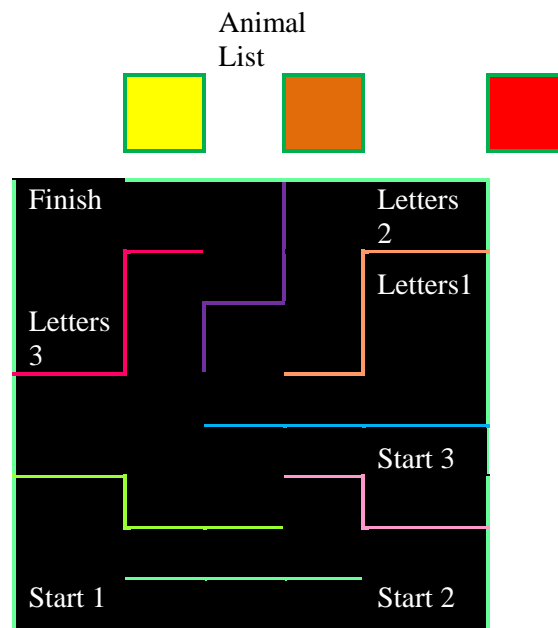 Animal
List
Finish
Letters
2
Letters1
Letters
3
Start 3
Start 1
Start 2